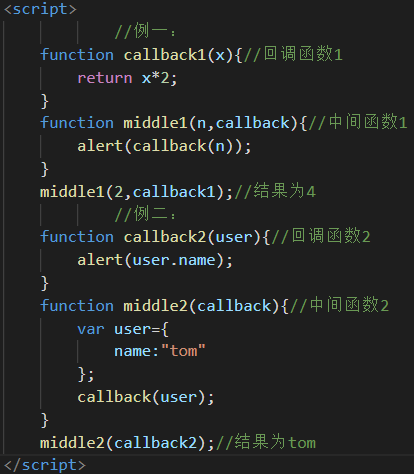 <script>
//例一：
function callback1(x){//回调函数1
return x*2;
}
function middle1(n,callback){//中间函数1
alert(callback(n));
}
middle1(2,callback1);//结果为4
//例二：
function callback2(user){//回调函数2
alert(user.name);
}
function middle2(callback){//中间函数2
var user={
name:"tom"
};
callback(user);
}
middle2(callback2);//结果为tom
</script>